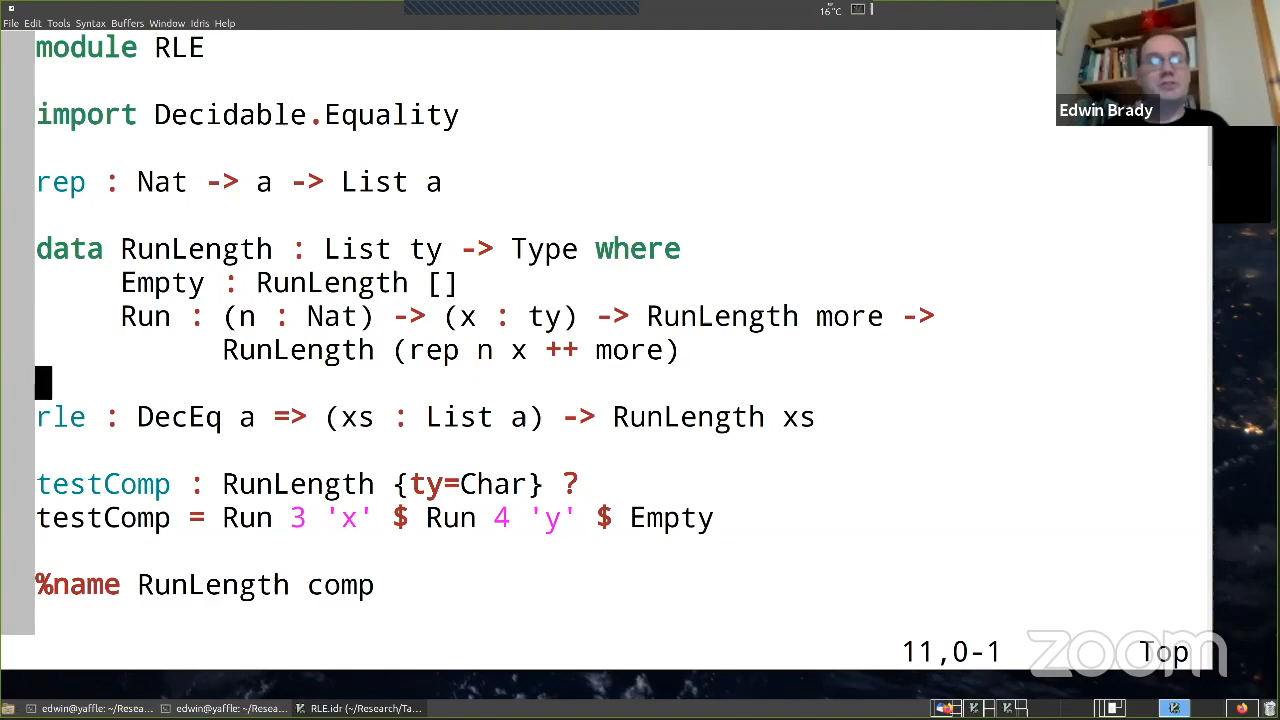 16°C
File Edit Tools Syntax Buffers Window Idris Help
module RLE
import Decidable.Equality
Edwin Brady
rep : Nat -> a -> List a
data RunLength : List ty -> Type where
Empty : RunLength []
Run : (n : Nat) -> (x : ty) -> RunLength more ->
RunLength (rep n x ++ more)
rle : DecEq a => (xs : List a) -> RunLength xs
testComp : RunLength {ty=Char} ?
testComp = Run 3 'x' $ Run 4 'y' $ Empty
%name RunLength comp
11,0-1 Top
zoom
edwin@yaffle: ~/Resea... edwin@yaffle: ~/Resea... RLE.idr (~/Research/Ta...